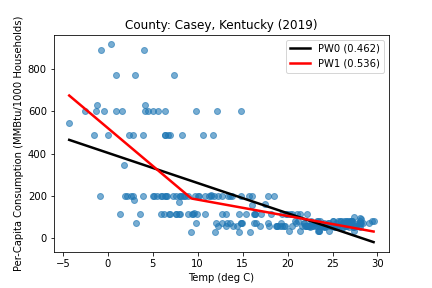 County: Casey, Kentucky (2019)
PW0 (0.462)
PW1 (0.536)
Per-Capita Consumption (MMBtu/1000 Households)
800
600
400
200
0
−5 0 5 10 15 20 25 30
Temp (deg C)